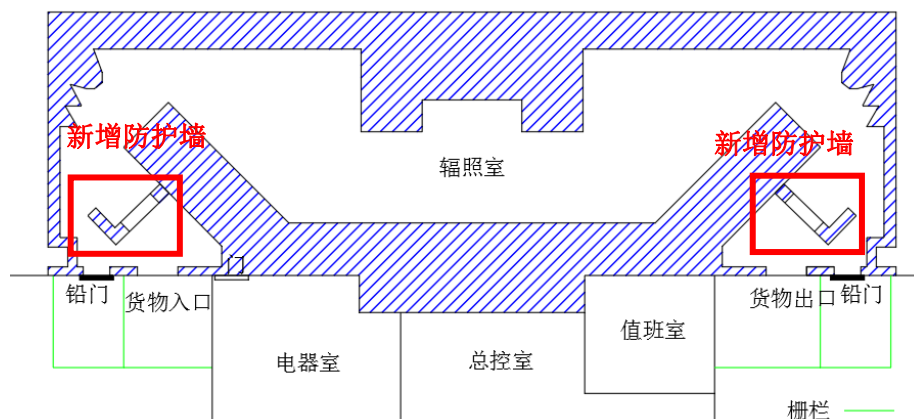 新增防护墙
新增防护墙
辐照室
门
铅门
货物入口
货物出口
铅门
电器室
总控室
值班室
栅栏